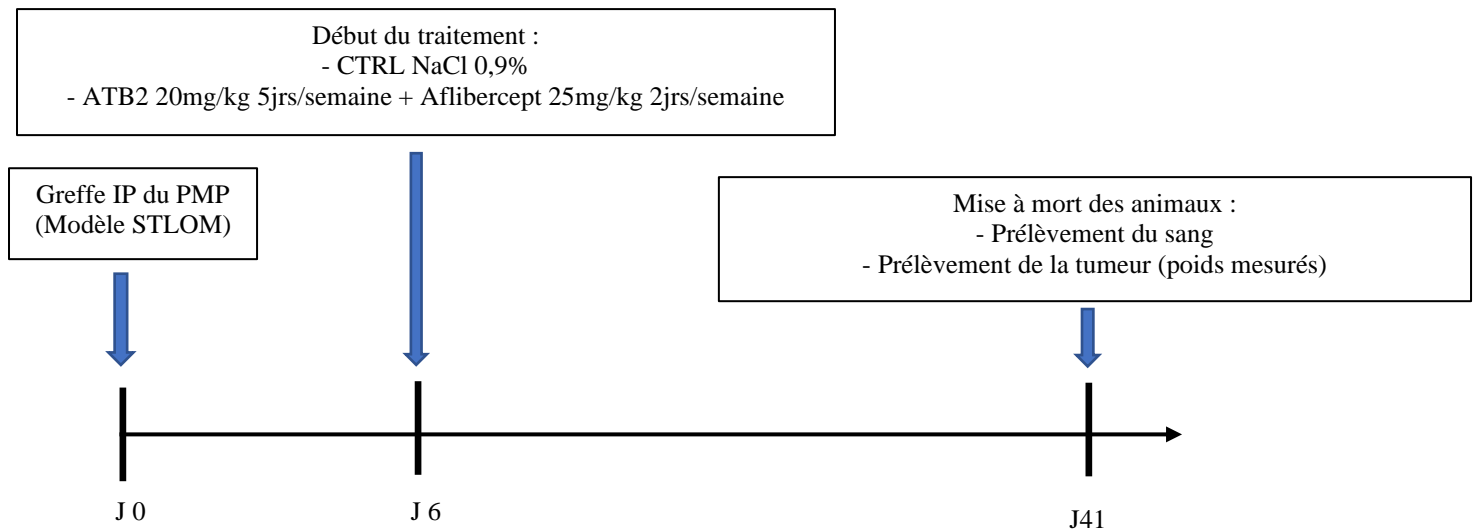 Début du traitement :
- CTRL NaCl 0,9%
- ATB2 20mg/kg 5jrs/semaine + Aflibercept 25mg/kg 2jrs/semaine
Greffe IP du PMP
(Modèle STLOM)
Mise à mort des animaux :
- Prélèvement du sang
- Prélèvement de la tumeur (poids mesurés)
J 0
J 6
J41